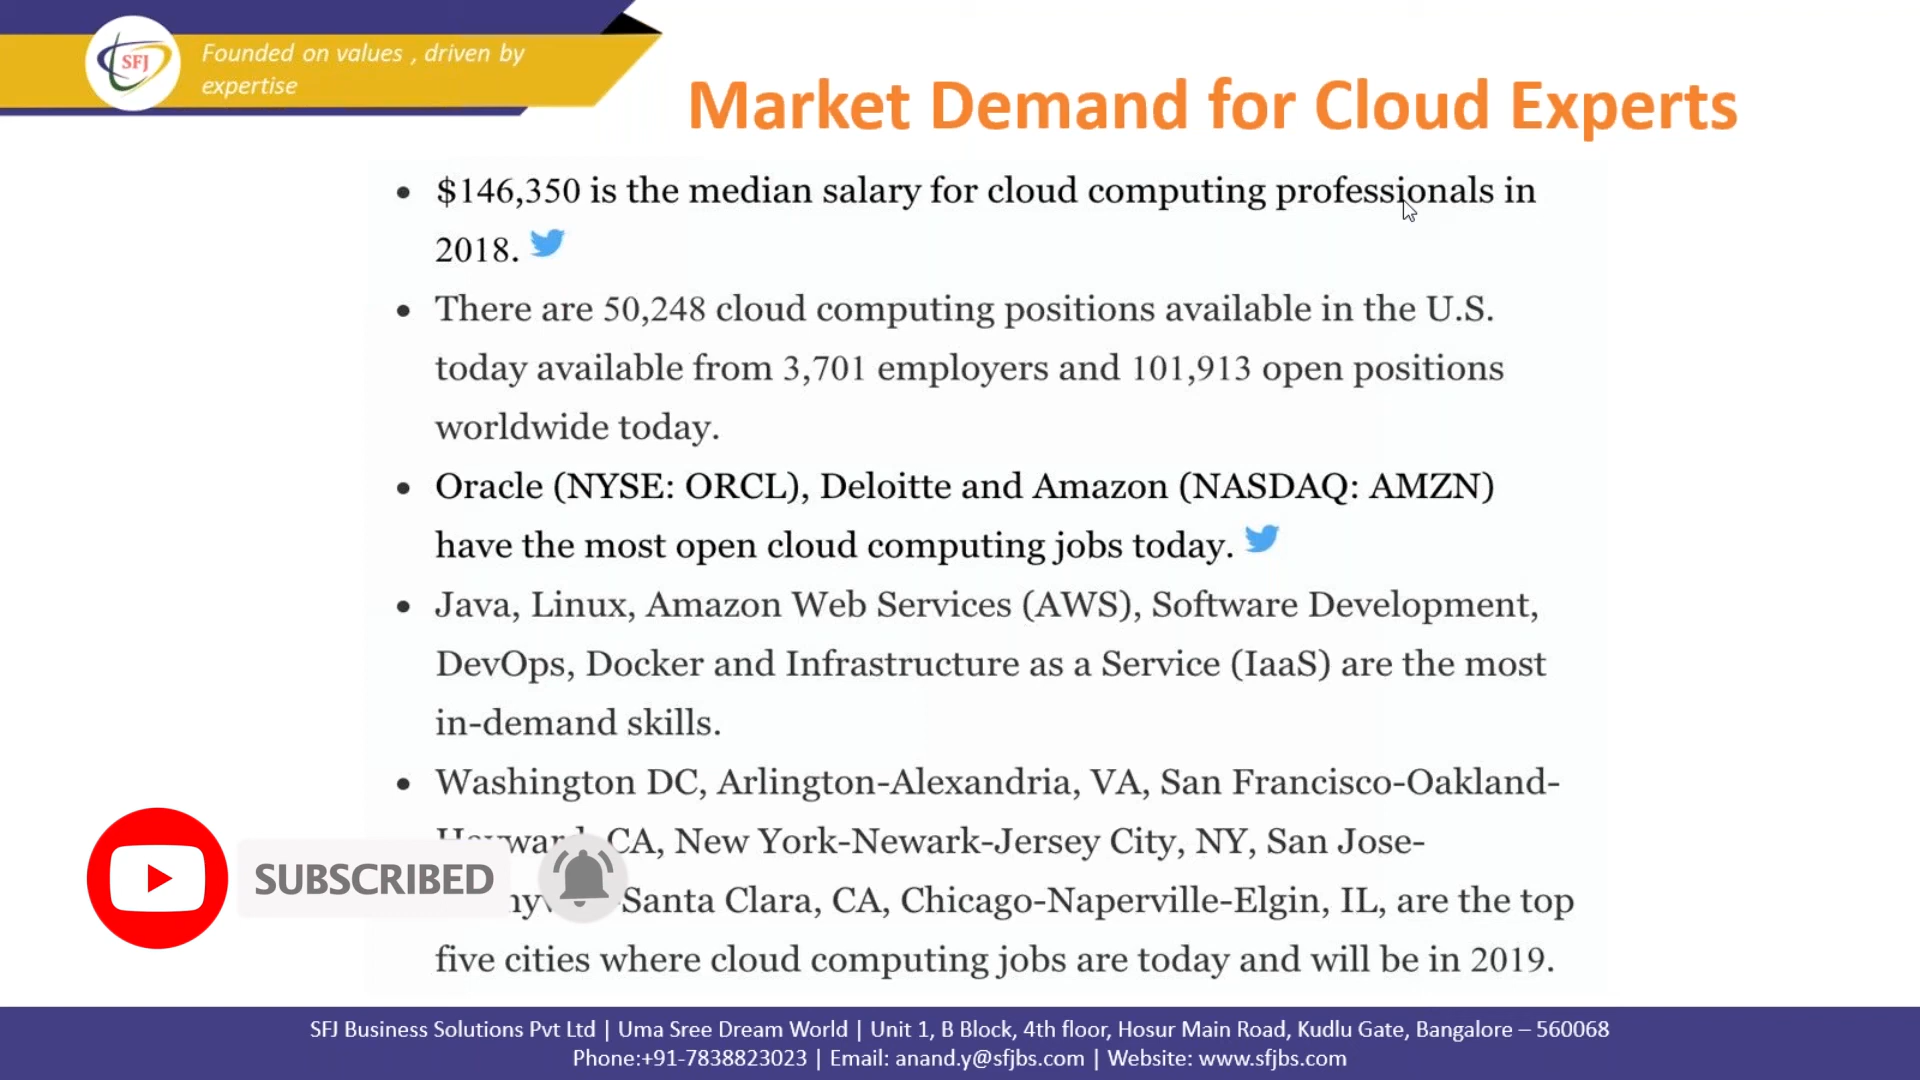 SFJ
Founded on values , driven by
expertise
Market Demand for Cloud Experts
• $146,350 is the median salary for cloud computing professionals in
2018.
• There are 50,248 cloud computing positions available in the U.S.
today available from 3,701 employers and 101,913 open positions
worldwide today.
• Oracle (NYSE: ORCL), Deloitte and Amazon (NASDAQ: AMZN)
have the most open cloud computing jobs today.
• Java, Linux, Amazon Web Services (AWS), Software Development,
DevOps, Docker and Infrastructure as a Service (IaaS) are the most
in-demand skills.
• Washington DC, Arlington-Alexandria, VA, San Francisco-Oakland-
CA, New York-Newark-Jersey City, NY, San Jose-
-Santa Clara, CA, Chicago-Naperville-Elgin, IL, are the top
five cities where cloud computing jobs are today and will be in 2019.
SUBSCRIBED
SFJ Business Solutions Pvt Ltd | Uma Sree Dream World | Unit 1, B Block, 4th floor, Hosur Main Road, Kudlu Gate, Bangalore – 560068
Phone:+91-7838823023 | Email: anand.y@sfjbs.com | Website: www.sfjbs.com